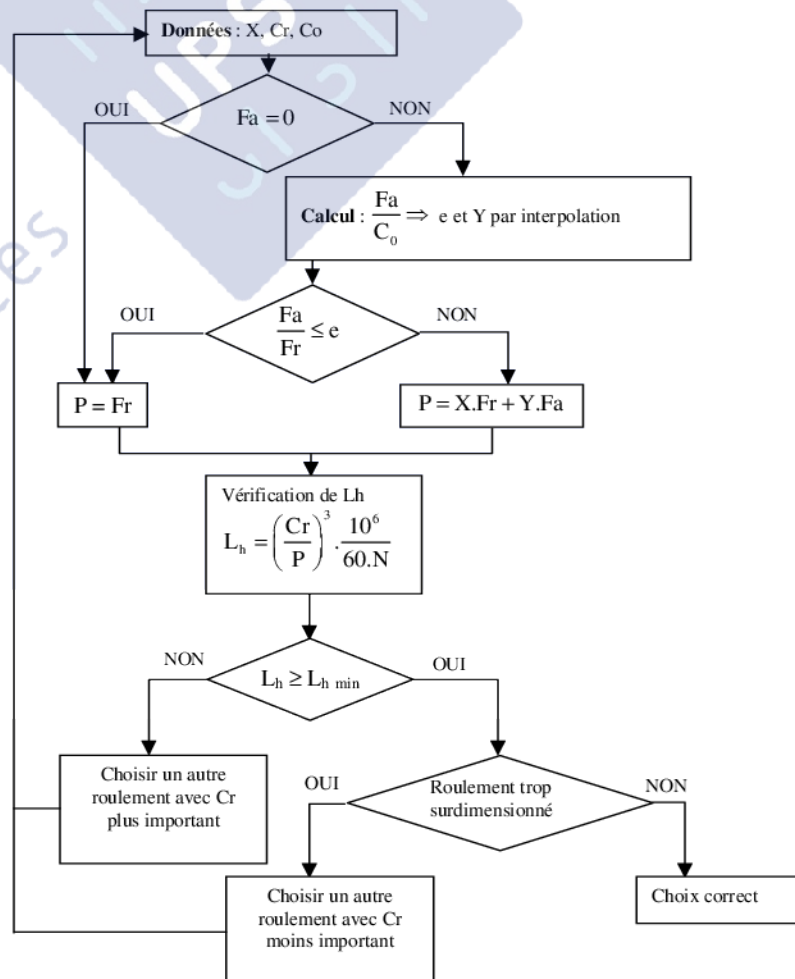 Données : X, Cr, Co
UPS
OUI
Fa = 0
NON
Calcul : Fa/C₀ ⇒ e et Y par interpolation
OUI
Fa/Fr ≤ e
NON
P = Fr
P = X.Fr + Y.Fa
Vérification de Lh
Lₕ = (Cr/P)³ . 10⁶/60.N
NON
Lₕ ≥ Lₕ ₘᵢₙ
OUI
Choisir un autre
roulement avec Cr
plus important
OUI
Roulement trop
surdimensionné
NON
Choisir un autre
roulement avec Cr
moins important
Choix correct